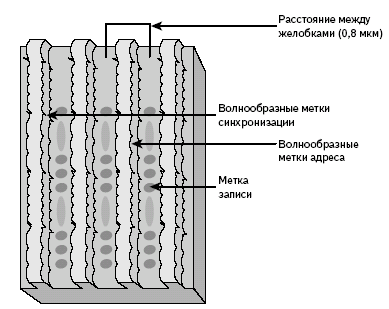 Расстояние между
желобками (0,8 мкм)
Волнообразные метки
синхронизации
Волнообразные
метки адреса
Метка
записи